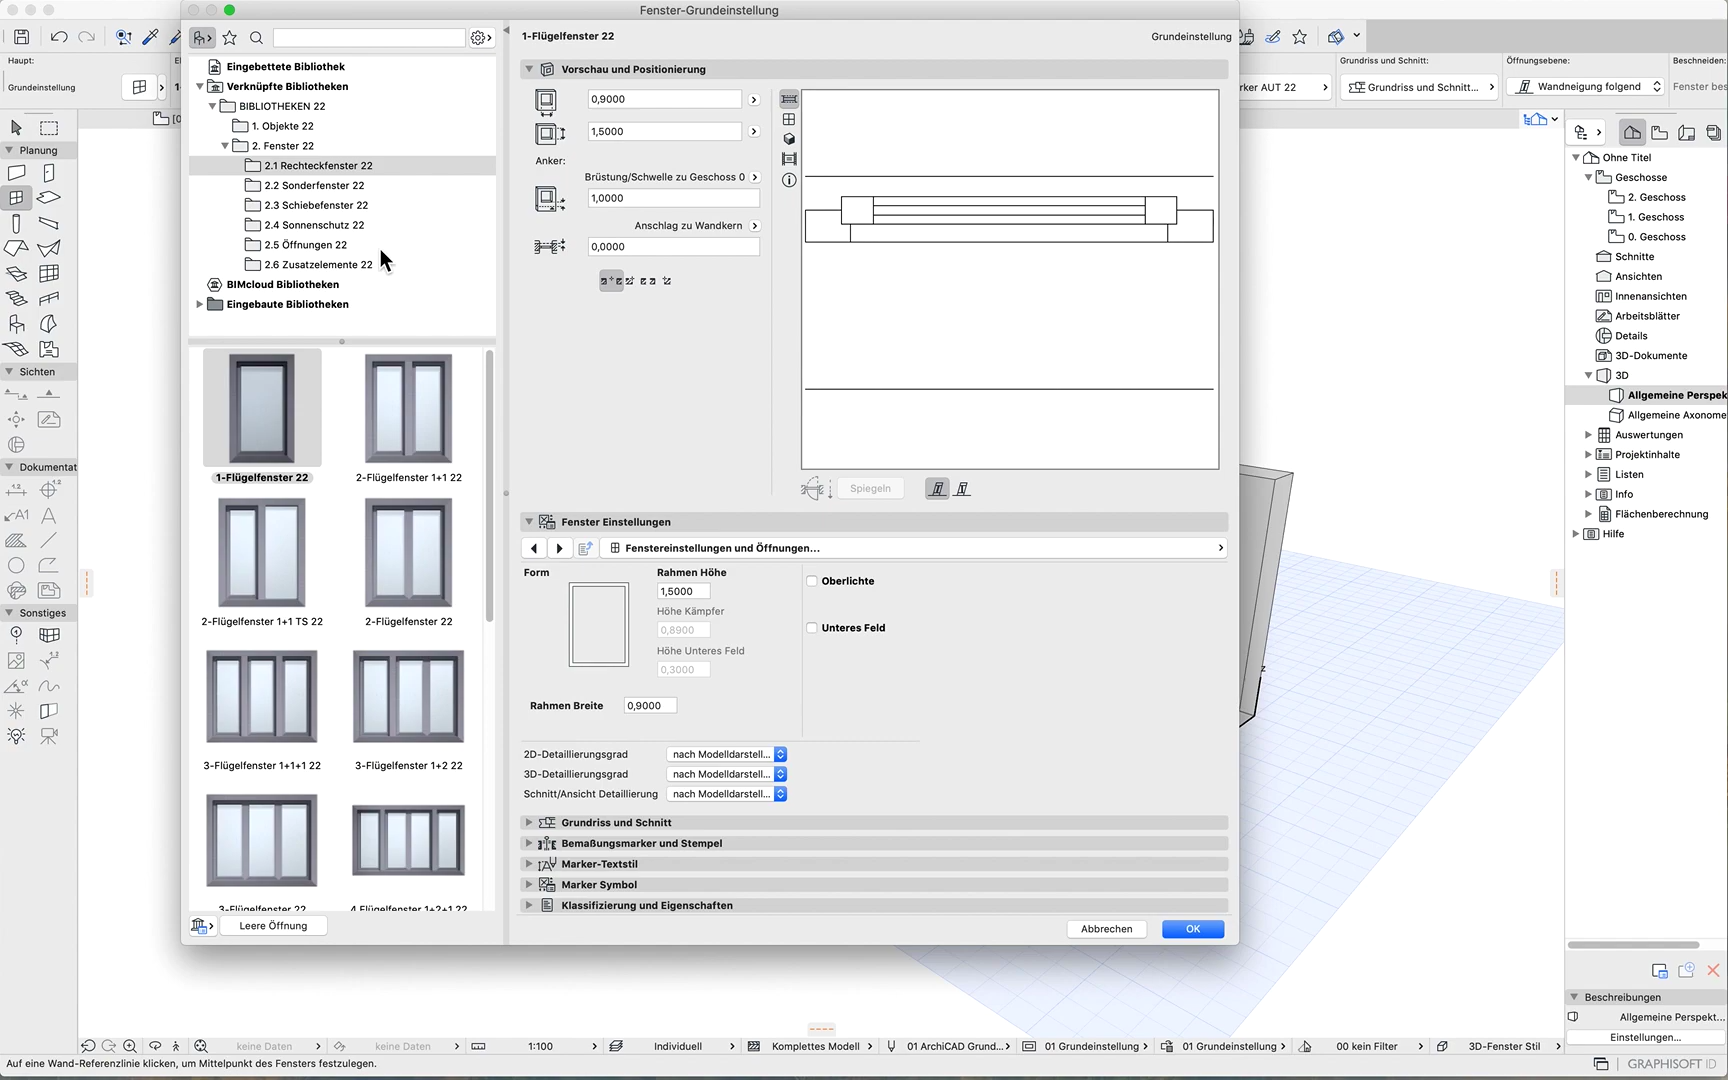 Fenster-Grundeinstellung
Haupt:
Grundeinstellung
Eingebettete Bibliothek
Verknüpfte Bibliotheken
BIBLIOTHEKEN 22
1. Objekte 22
2. Fenster 22
2.1 Rechteckfenster 22
2.2 Sonderfenster 22
2.3 Schiebefenster 22
2.4 Sonnenschutz 22
2.5 Öffnungen 22
2.6 Zusatzelemente 22
BIMcloud Bibliotheken
Eingebaute Bibliotheken
1-Flügelfenster 22
2-Flügelfenster 1+1 22
2-Flügelfenster 1+1 TS 22
2-Flügelfenster 22
3-Flügelfenster 1+1+1 22
3-Flügelfenster 1+2 22
3-Flügelfenster 22
4 Flügelfenster 1+2+1 22
Leere Öffnung
1-Flügelfenster 22
Grundeinstellung
Vorschau und Positionierung
0,9000
1,5000
Anker:
Brüstung/Schwelle zu Geschoss 0
1,0000
Anschlag zu Wandkern
0,0000
Spiegeln
Fenster Einstellungen
Fenstereinstellungen und Öffnungen...
Form
Rahmen Höhe
1,5000
Höhe Kämpfer
0,8900
Höhe Unteres Feld
0,3000
Rahmen Breite
0,9000
Oberlichte
Unteres Feld
2D-Detaillierungsgrad
nach Modelldarstell...
3D-Detaillierungsgrad
nach Modelldarstell...
Schnitt/Ansicht Detaillierung
nach Modelldarstell...
Grundriss und Schnitt
Bemaßungsmarker und Stempel
Marker-Textstil
Marker Symbol
Klassifizierung und Eigenschaften
Abbrechen
OK
Planung
Sichten
Dokumentat
Sonstiges
rker AUT 22
Grundriss und Schnitt:
Grundriss und Schnitt...
Öffnungsebene:
Wandneigung folgend
Beschneiden:
Fenster bes
Ohne Titel
Geschosse
2. Geschoss
1. Geschoss
0. Geschoss
Schnitte
Ansichten
Innenansichten
Arbeitsblätter
Details
3D-Dokumente
3D
Allgemeine Perspek
Allgemeine Axonome
Auswertungen
Projektinhalte
Listen
Info
Flächenberechnung
Hilfe
Beschreibungen
Allgemeine Perspekt...
Einstellungen...
keine Daten
keine Daten
1:100
Individuell
Komplettes Modell
01 ArchiCAD Grund...
01 Grundeinstellung
01 Grundeinstellung
00 kein Filter
3D-Fenster Stil
Auf eine Wand-Referenzlinie klicken, um Mittelpunkt des Fensters festzulegen.
GRAPHISOFT ID